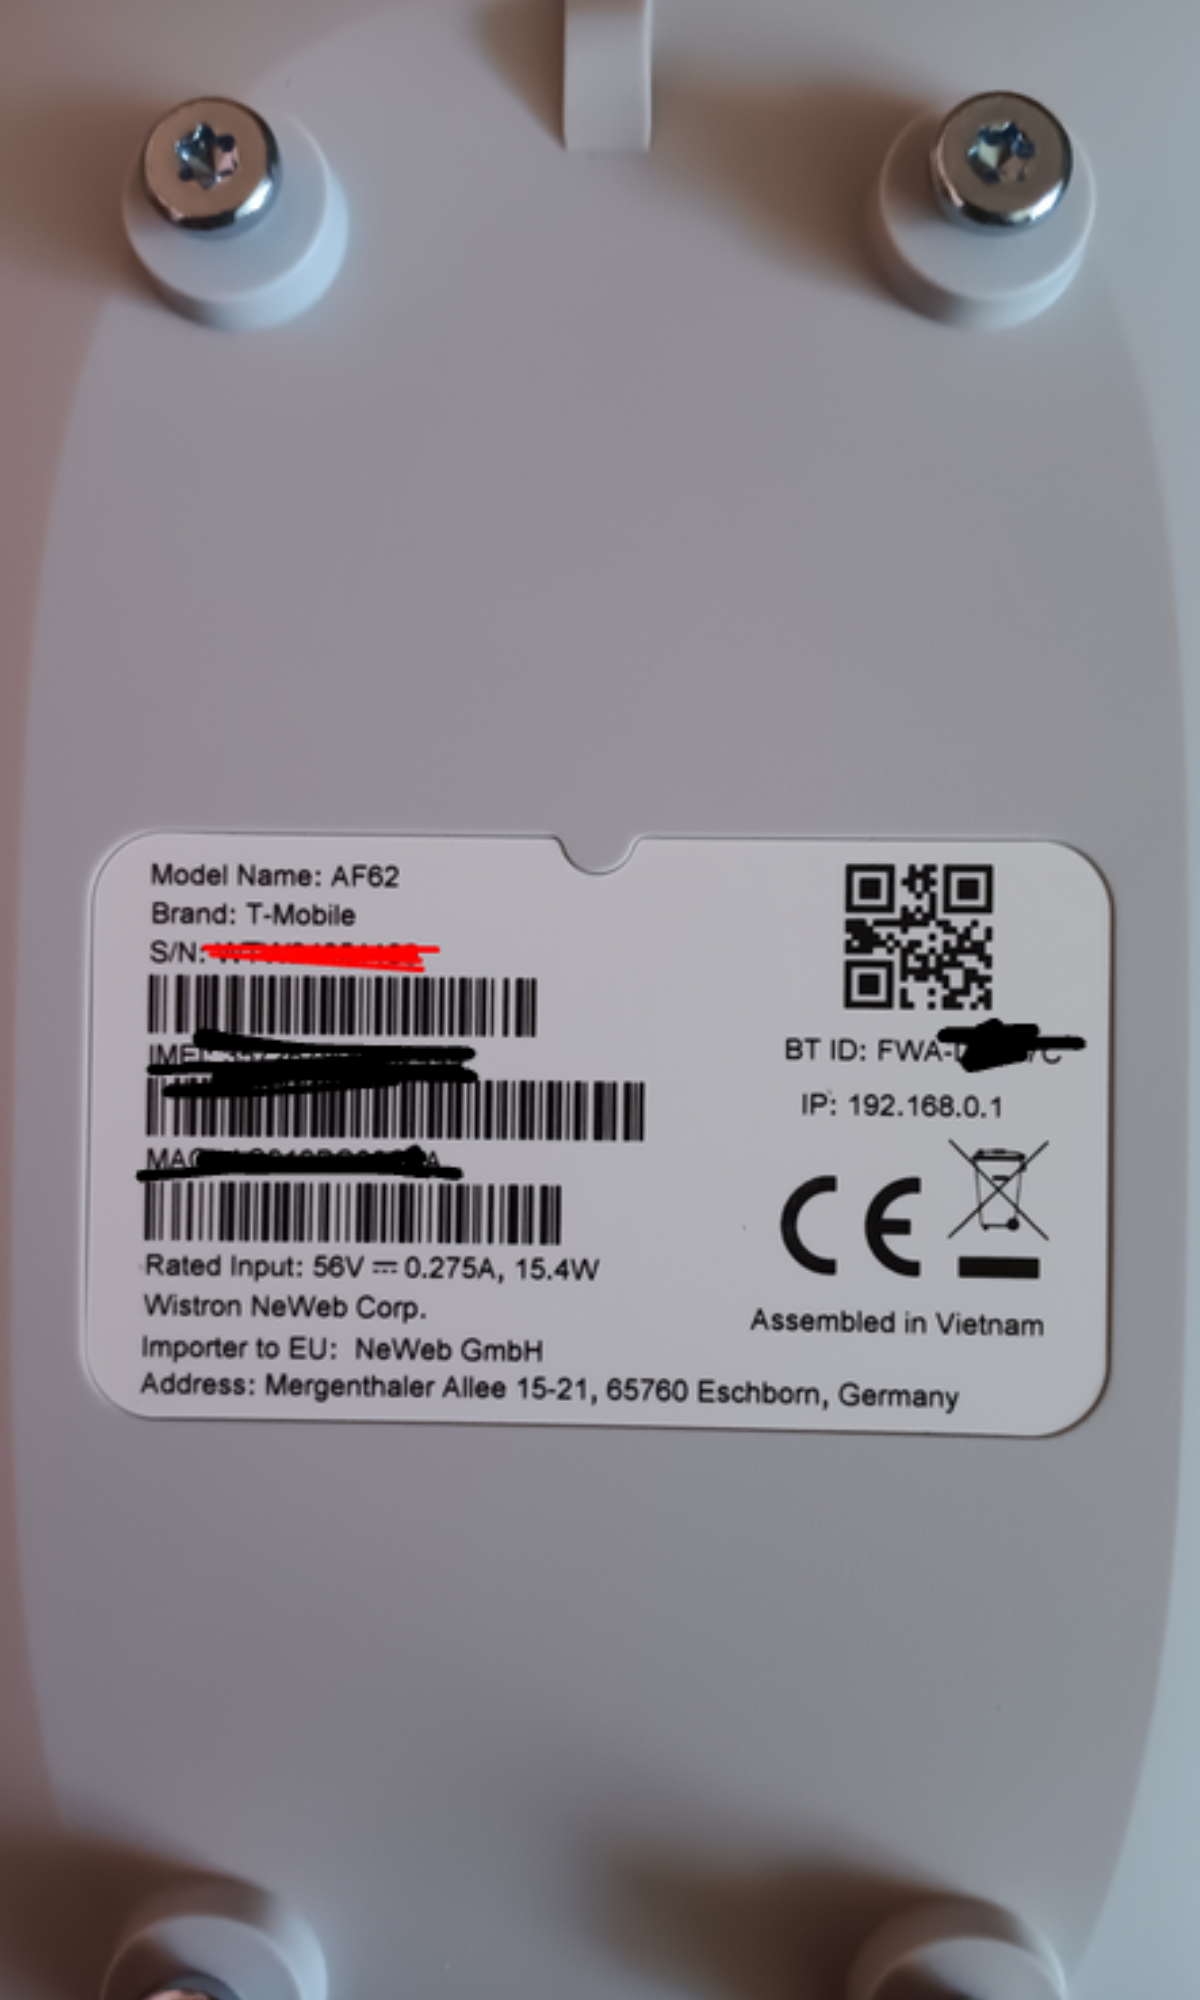 Model Name: AF62
Brand: T-Mobile
S/N:
IMEI:
MAC
Rated Input: 56V ⎓ 0.275A, 15.4W
Wistron NeWeb Corp.
Importer to EU: NeWeb GmbH
Address: Mergenthaler Allee 15-21, 65760 Eschborn, Germany
BT ID: FWA-
IP: 192.168.0.1
CE
Assembled in Vietnam